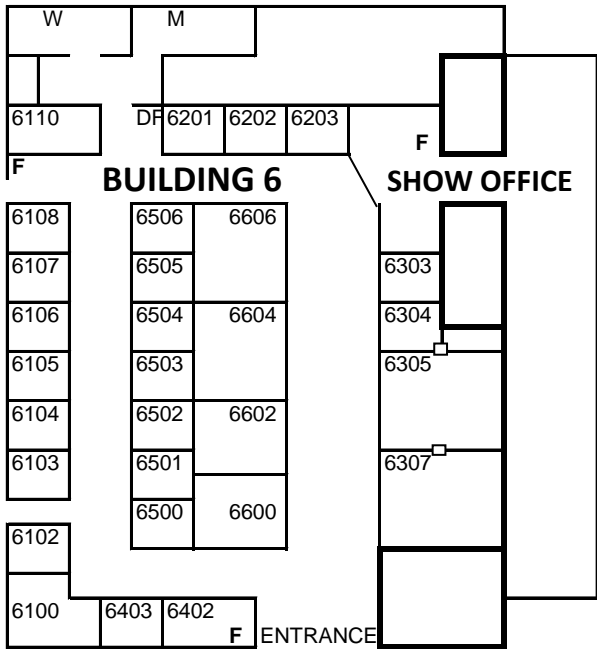 W M
6110 DF 6201 6202 6203
F
F
BUILDING 6 SHOW OFFICE
6108 6506 6606
6107 6505 6303
6106 6504 6604 6304
6105 6503 6305
6104 6502 6602
6103 6501 6307
6500 6600
6102
6100 6403 6402
F ENTRANCE